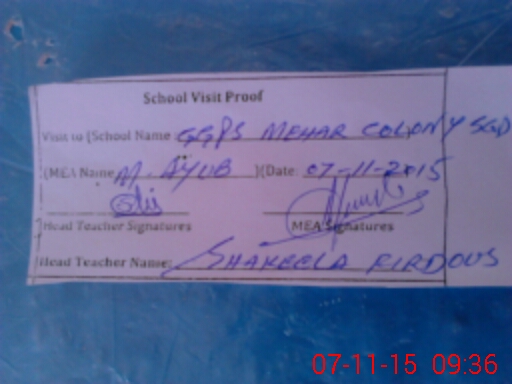 School Visit Proof
Visit to (School Name GGPS MEHAR COLONY SGD
(MEA Name M. AYUB )(Date: 07-11-2015
Head Teacher Signatures MEA Signatures
Head Teacher Name: SHAKEELA FIRDOUS
07-11-15 09:36